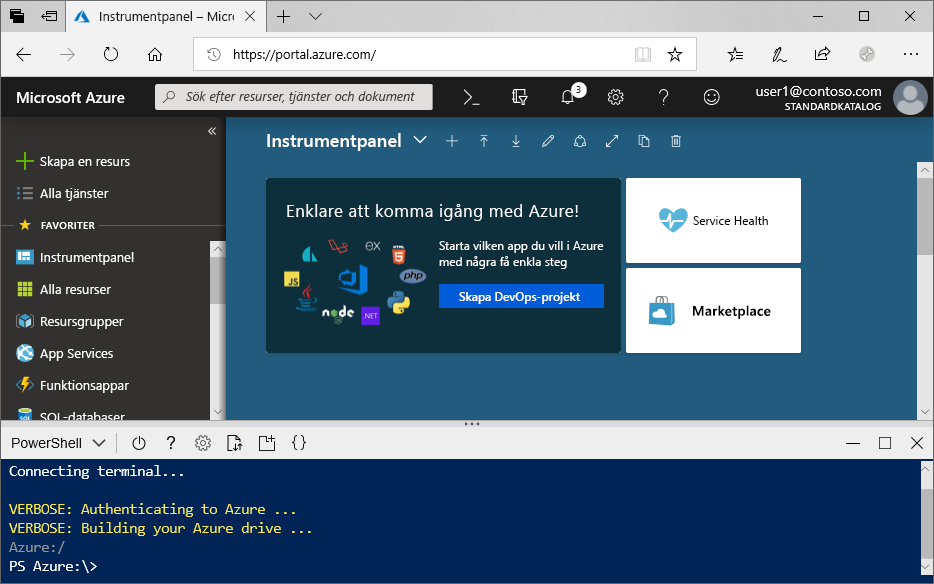 Instrumentpanel – Micr
https://portal.azure.com/
Microsoft Azure
Sök efter resurser, tjänster och dokument
3
user1@contoso.com
STANDARDKATALOG
Skapa en resurs
Alla tjänster
FAVORITER
Instrumentpanel
Alla resurser
Resursgrupper
App Services
Funktionsappar
SQL-databaser
Instrumentpanel
Enklare att komma igång med Azure!
ex
HTML
JS
php
node
.NET
Starta vilken app du vill i Azure
med några få enkla steg
Skapa DevOps-projekt
Service Health
Marketplace
PowerShell
Connecting terminal...
VERBOSE: Authenticating to Azure ...
VERBOSE: Building your Azure drive ...
Azure:/
PS Azure:\>